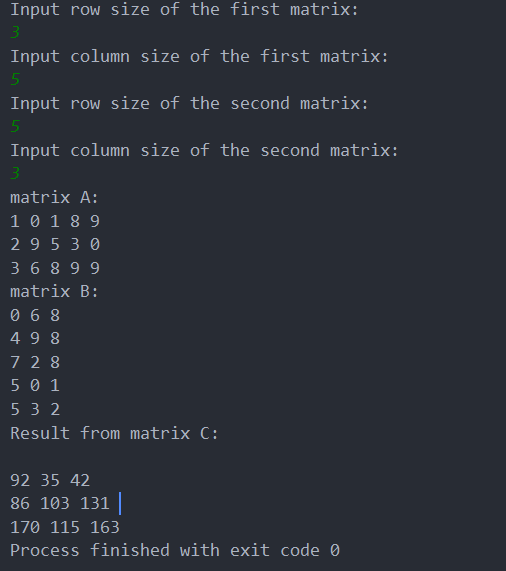 Input row size of the first matrix:
3
Input column size of the first matrix:
5
Input row size of the second matrix:
5
Input column size of the second matrix:
3
matrix A:
1 0 1 8 9
2 9 5 3 0
3 6 8 9 9
matrix B:
0 6 8
4 9 8
7 2 8
5 0 1
5 3 2
Result from matrix C:
92 35 42
86 103 131
170 115 163
Process finished with exit code 0